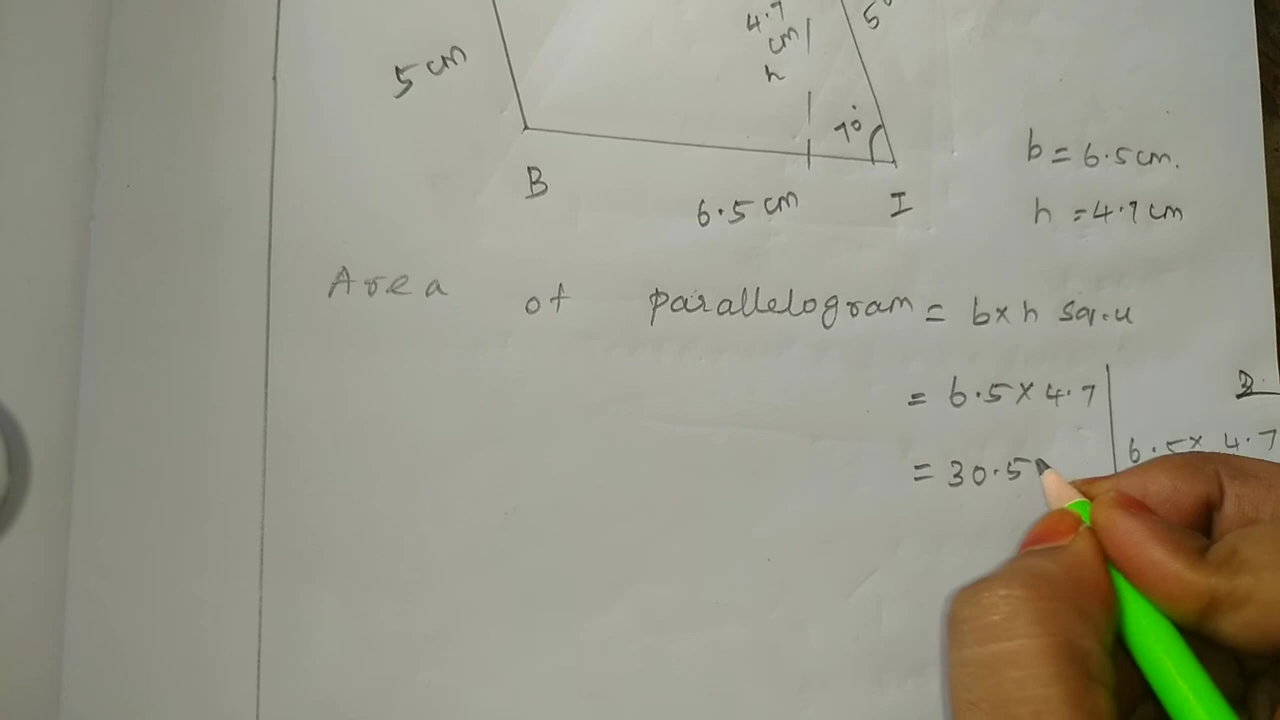 4.7
cm
h
5
5 cm
70°
B
6.5 cm
I
b = 6.5 cm.
h = 4.7 cm
Area of parallelogram = b x h sq.u
= 6.5 x 4.7
6.5 x 4.7
= 30.5